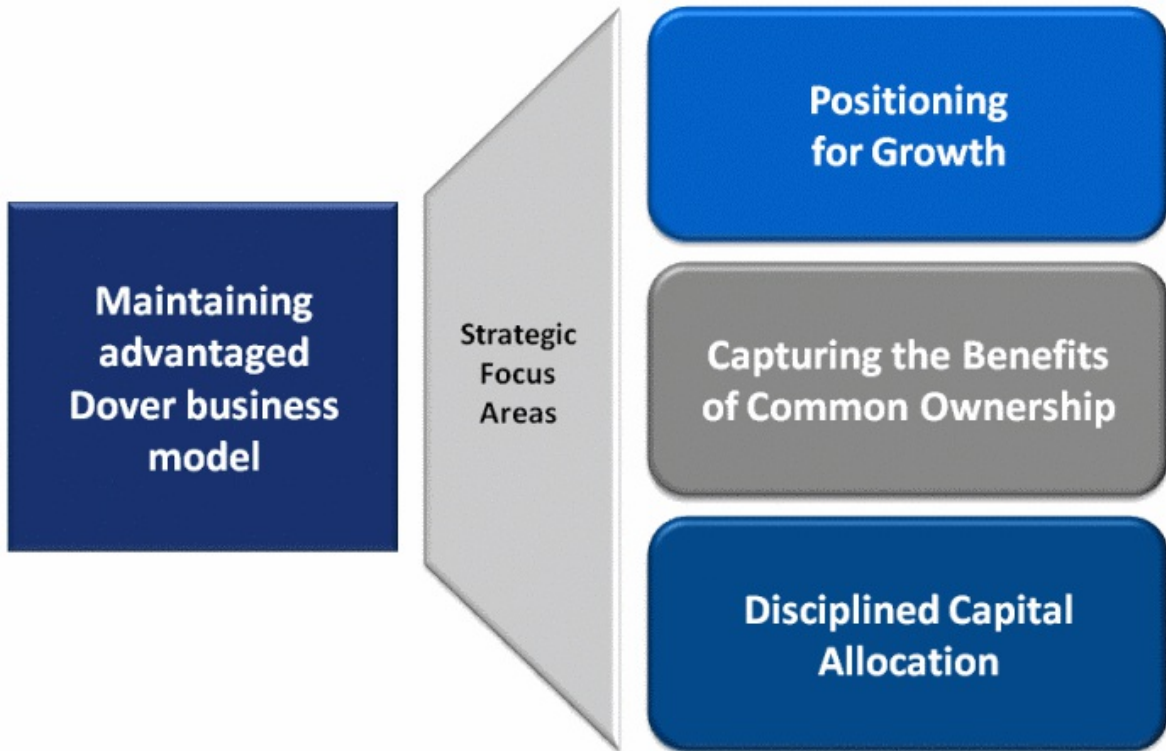 Maintaining
advantaged
Dover business
model
Strategic
Focus
Areas
Positioning
for Growth
Capturing the Benefits
of Common Ownership
Disciplined Capital
Allocation